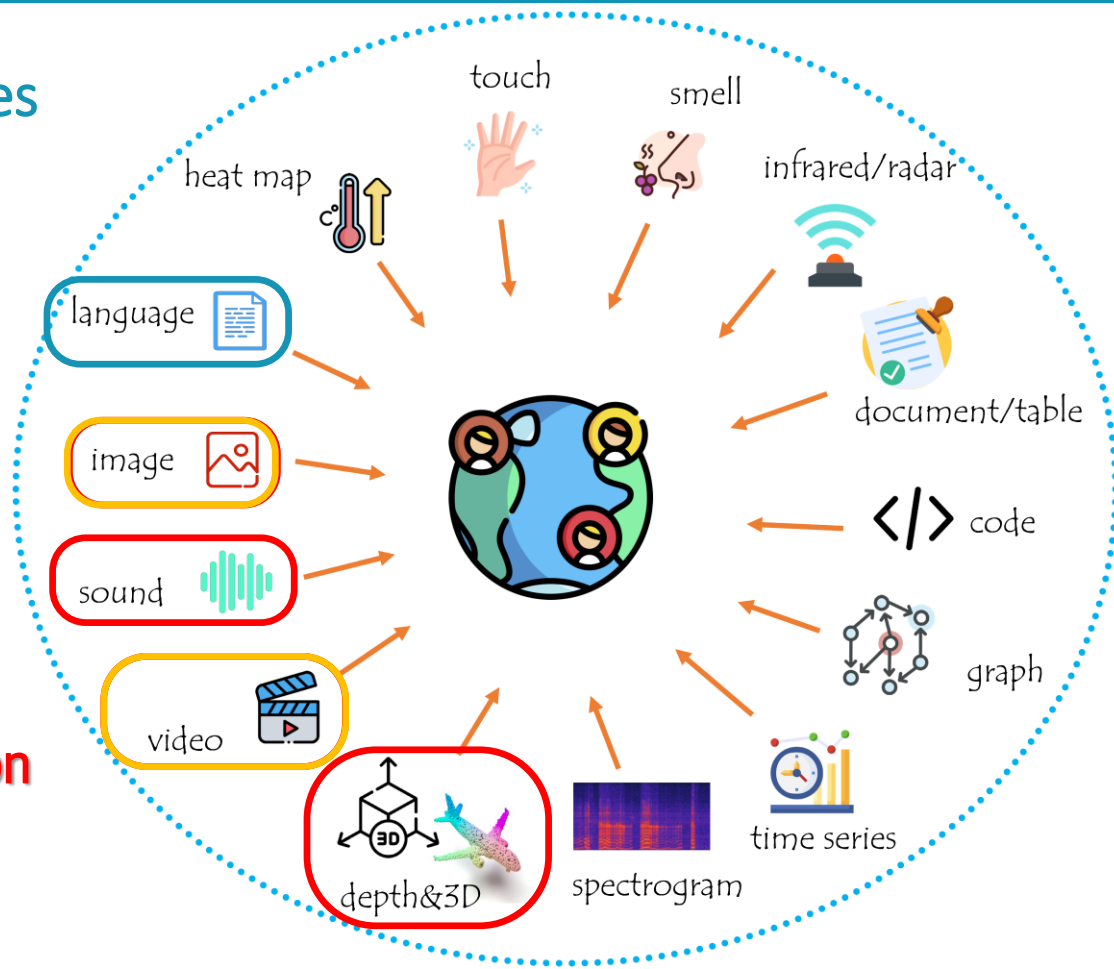 es
touch
smell
heat map
infrared/radar
C°
language
document/table
image
</> code
sound
graph
video
on
3D
time series
depth&3D
spectrogram